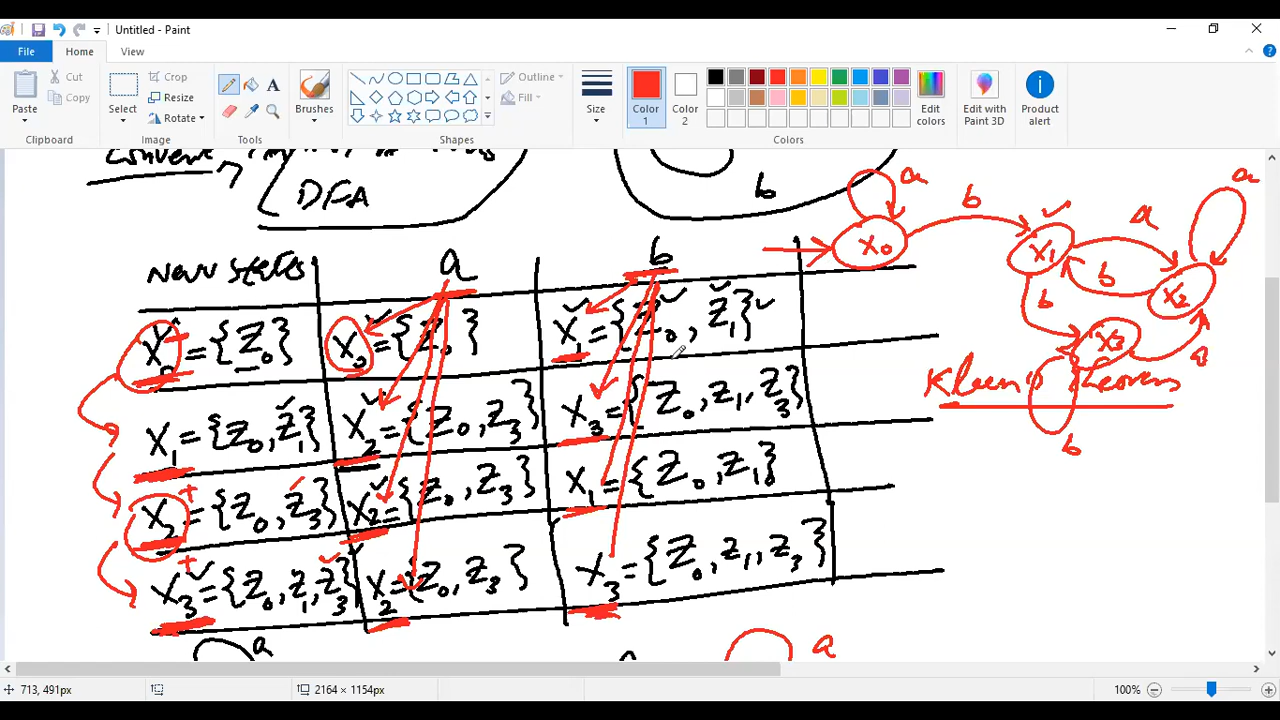 Untitled - Paint
File
Home
View
Paste
Cut
Copy
Clipboard
Select
Crop
Resize
Rotate
Image
Tools
Brushes
Shapes
Outline
Fill
Size
Color 1
Color 2
Edit colors
Colors
Edit with Paint 3D
Product alert
Convert
DFA
b
New states
a
b
= {Z0}
= {Z0}
X1 = {Z0, Z1}
X1 = {Z0, Z1}
X2 = {Z0, Z3}
X3 = {Z0, Z1, Z3}
X2+ = {Z0, Z3}
X2 = {Z0, Z3}
X1 = {Z0, Z1}
X3+ = {Z0, Z1, Z3}
X2 = {Z0, Z3}
X3 = {Z0, Z1, Z3}
a
a
X0
a
b
X1
a
b
X2
a
b
X3
a
b
713, 491px
2164 × 1154px
100%